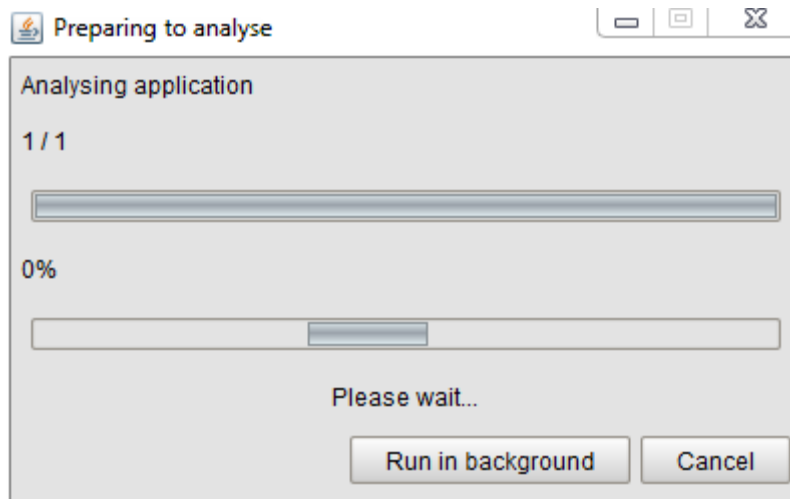 Preparing to analyse
Analysing application
1 / 1
0%
Please wait...
Run in background Cancel